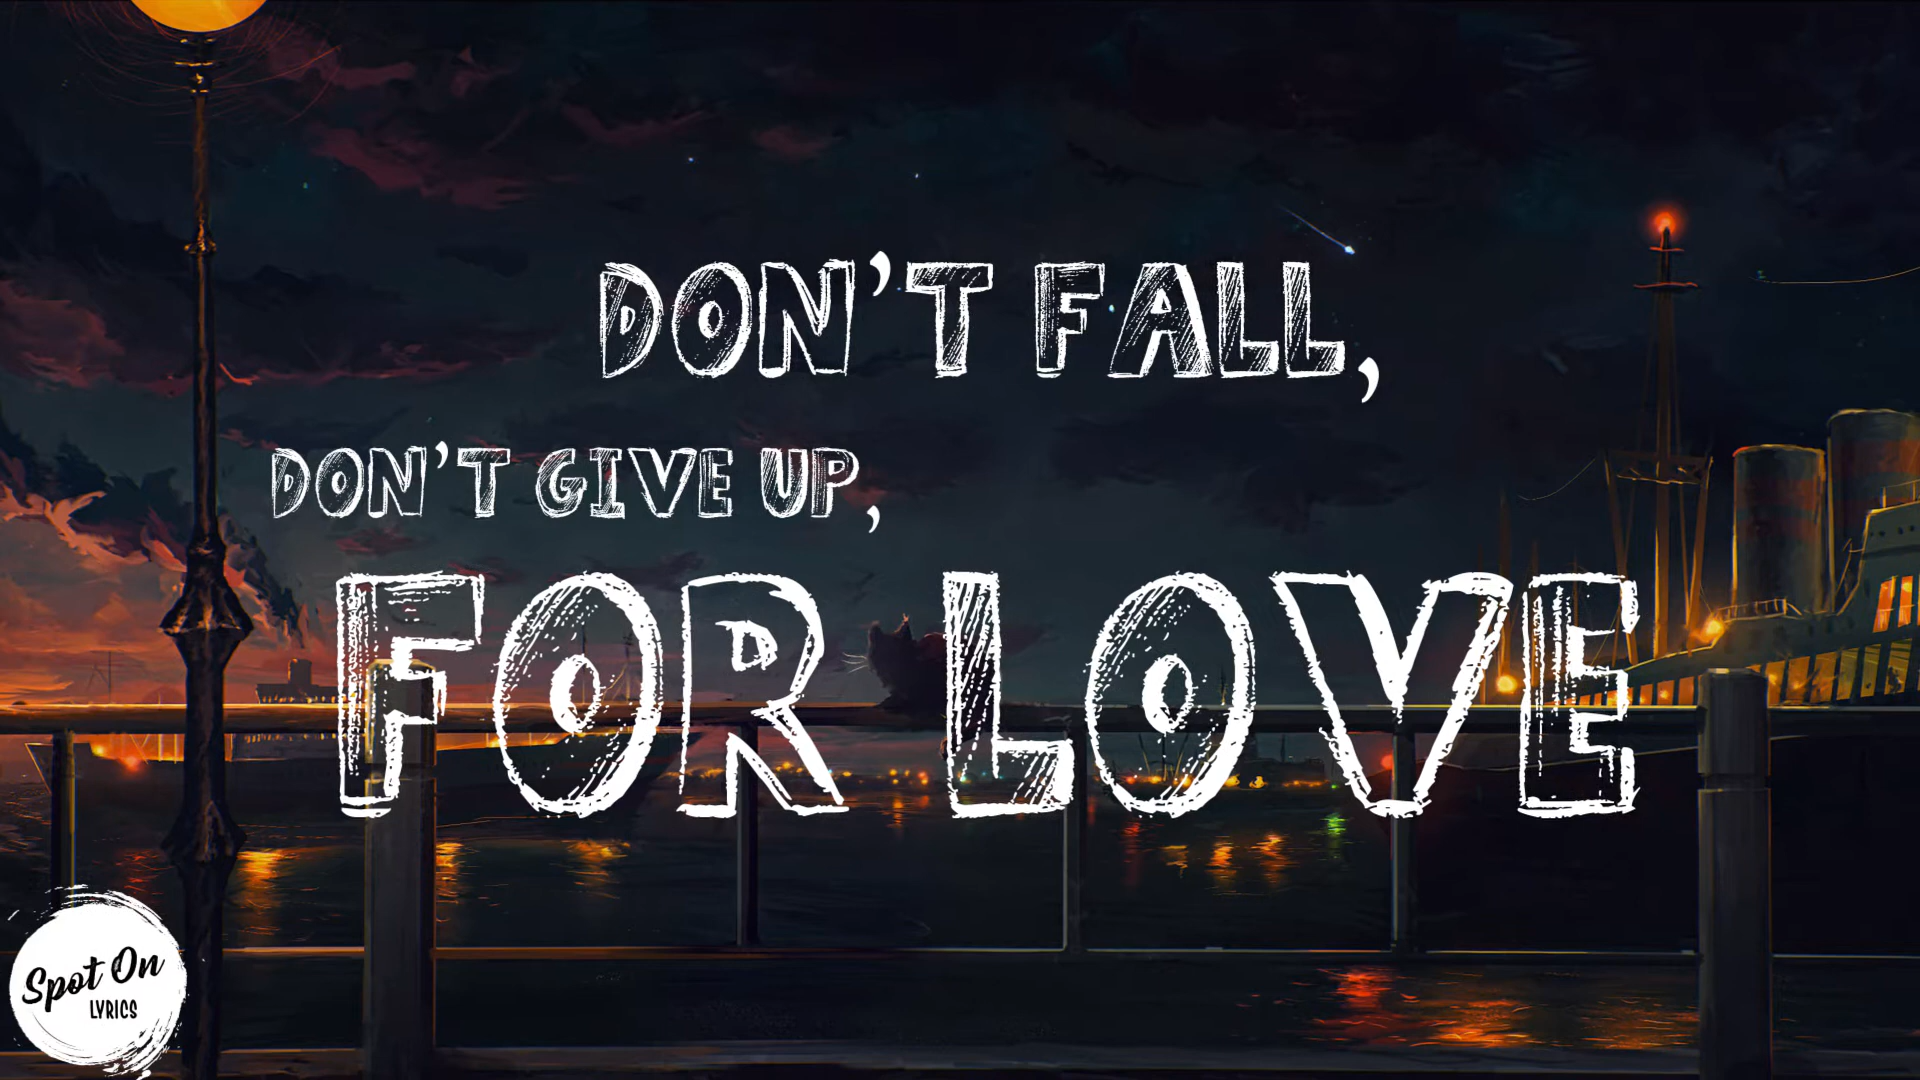 DON'T FALL,
DON'T GIVE UP,
FOR LOVE
Spot On
LYRICS